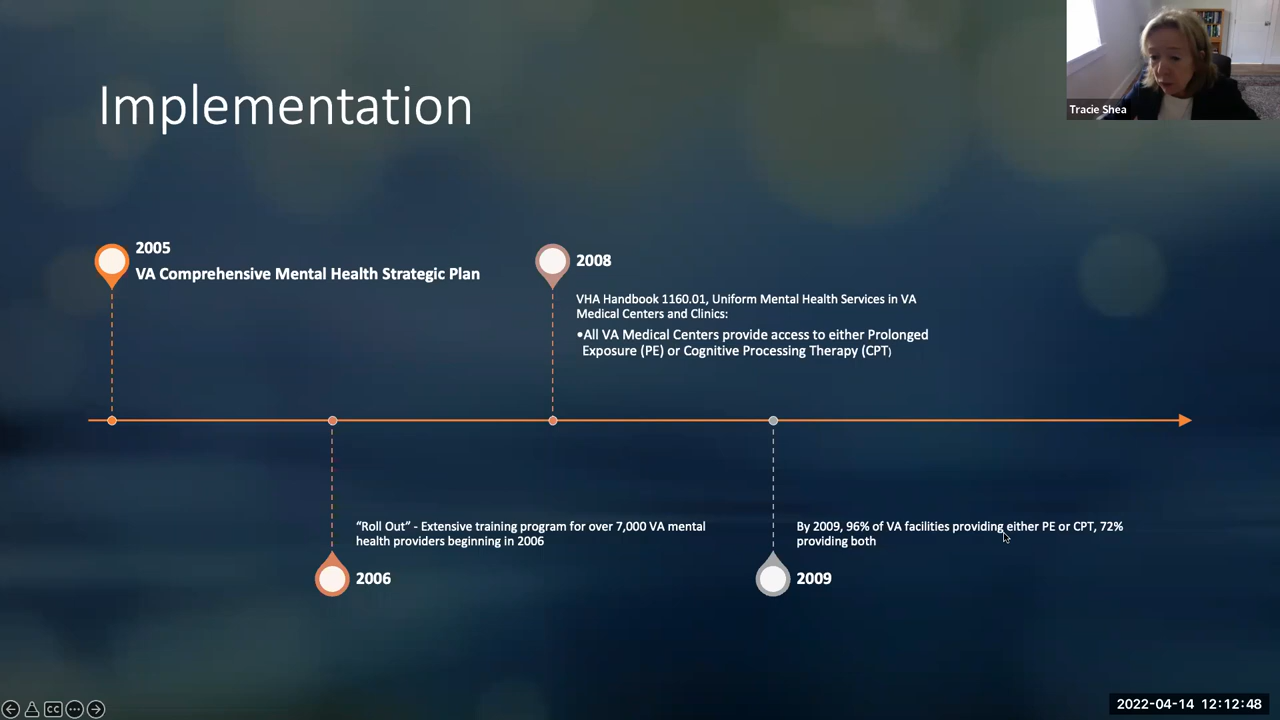 Implementation
Tracie Shea
2005
VA Comprehensive Mental Health Strategic Plan
2008
VHA Handbook 1160.01, Uniform Mental Health Services in VA
Medical Centers and Clinics:
•All VA Medical Centers provide access to either Prolonged
Exposure (PE) or Cognitive Processing Therapy (CPT)
“Roll Out” - Extensive training program for over 7,000 VA mental
health providers beginning in 2006
2006
By 2009, 96% of VA facilities providing either PE or CPT, 72%
providing both
2009
CC
2022-04-14 12:12:48